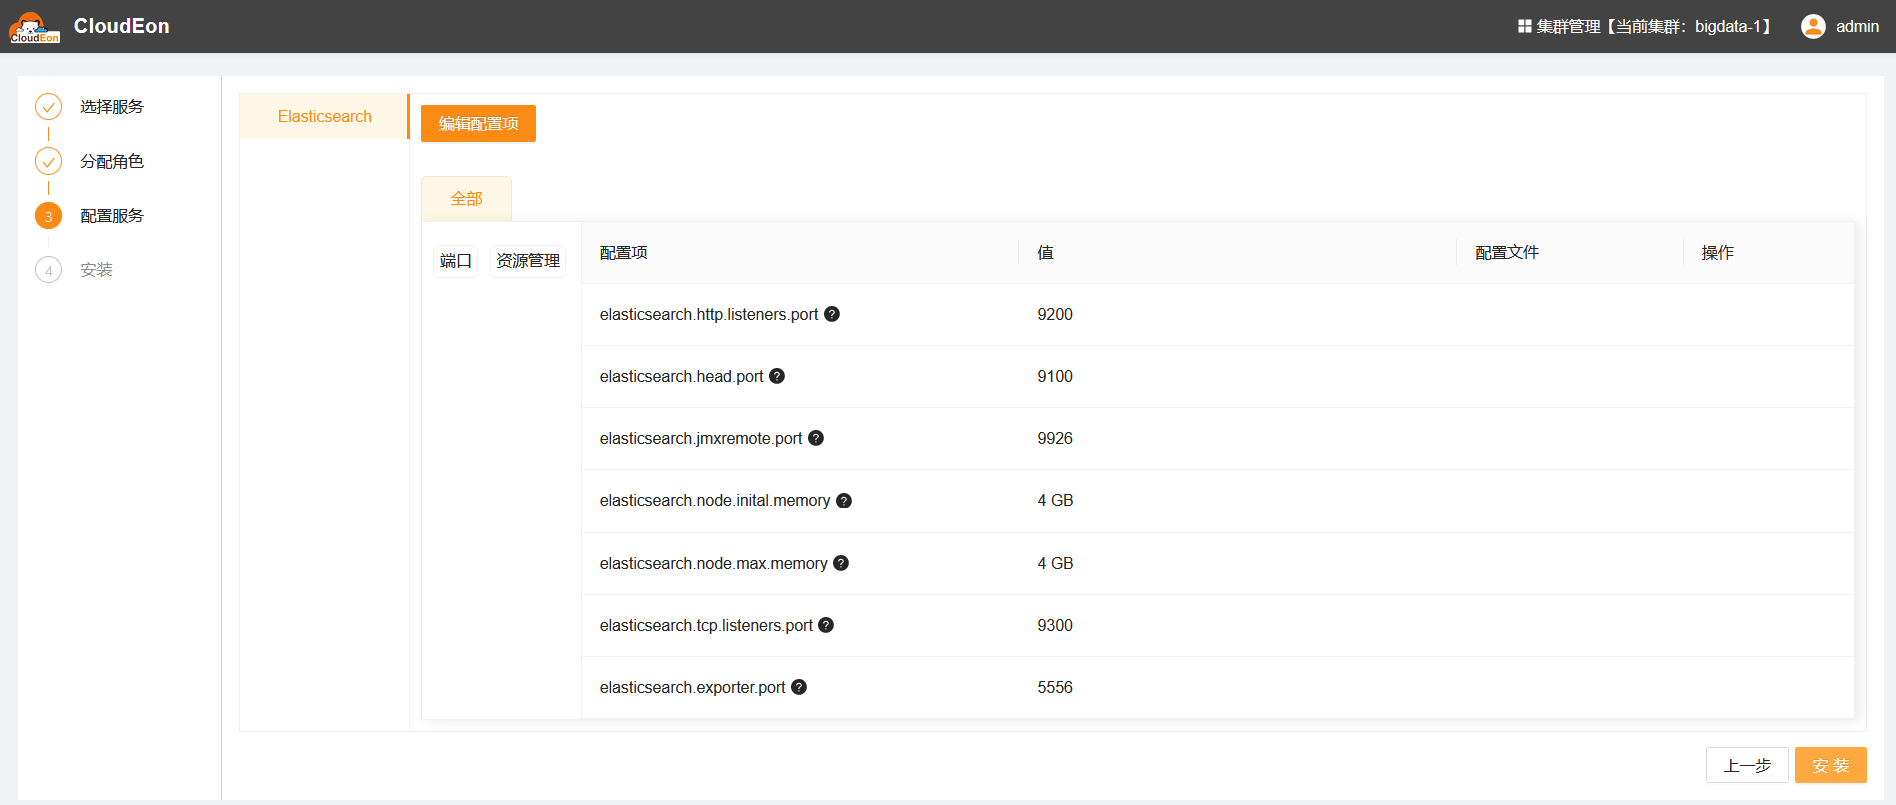 CloudEon
CloudEon
集群管理【当前集群：bigdata-1】
admin
选择服务
分配角色
3 配置服务
4 安装
Elasticsearch
编辑配置项
全部
端口 资源管理
配置项 值 配置文件 操作
elasticsearch.http.listeners.port ? 9200
elasticsearch.head.port ? 9100
elasticsearch.jmxremote.port ? 9926
elasticsearch.node.inital.memory ? 4 GB
elasticsearch.node.max.memory ? 4 GB
elasticsearch.tcp.listeners.port ? 9300
elasticsearch.exporter.port ? 5556
上一步 安 装